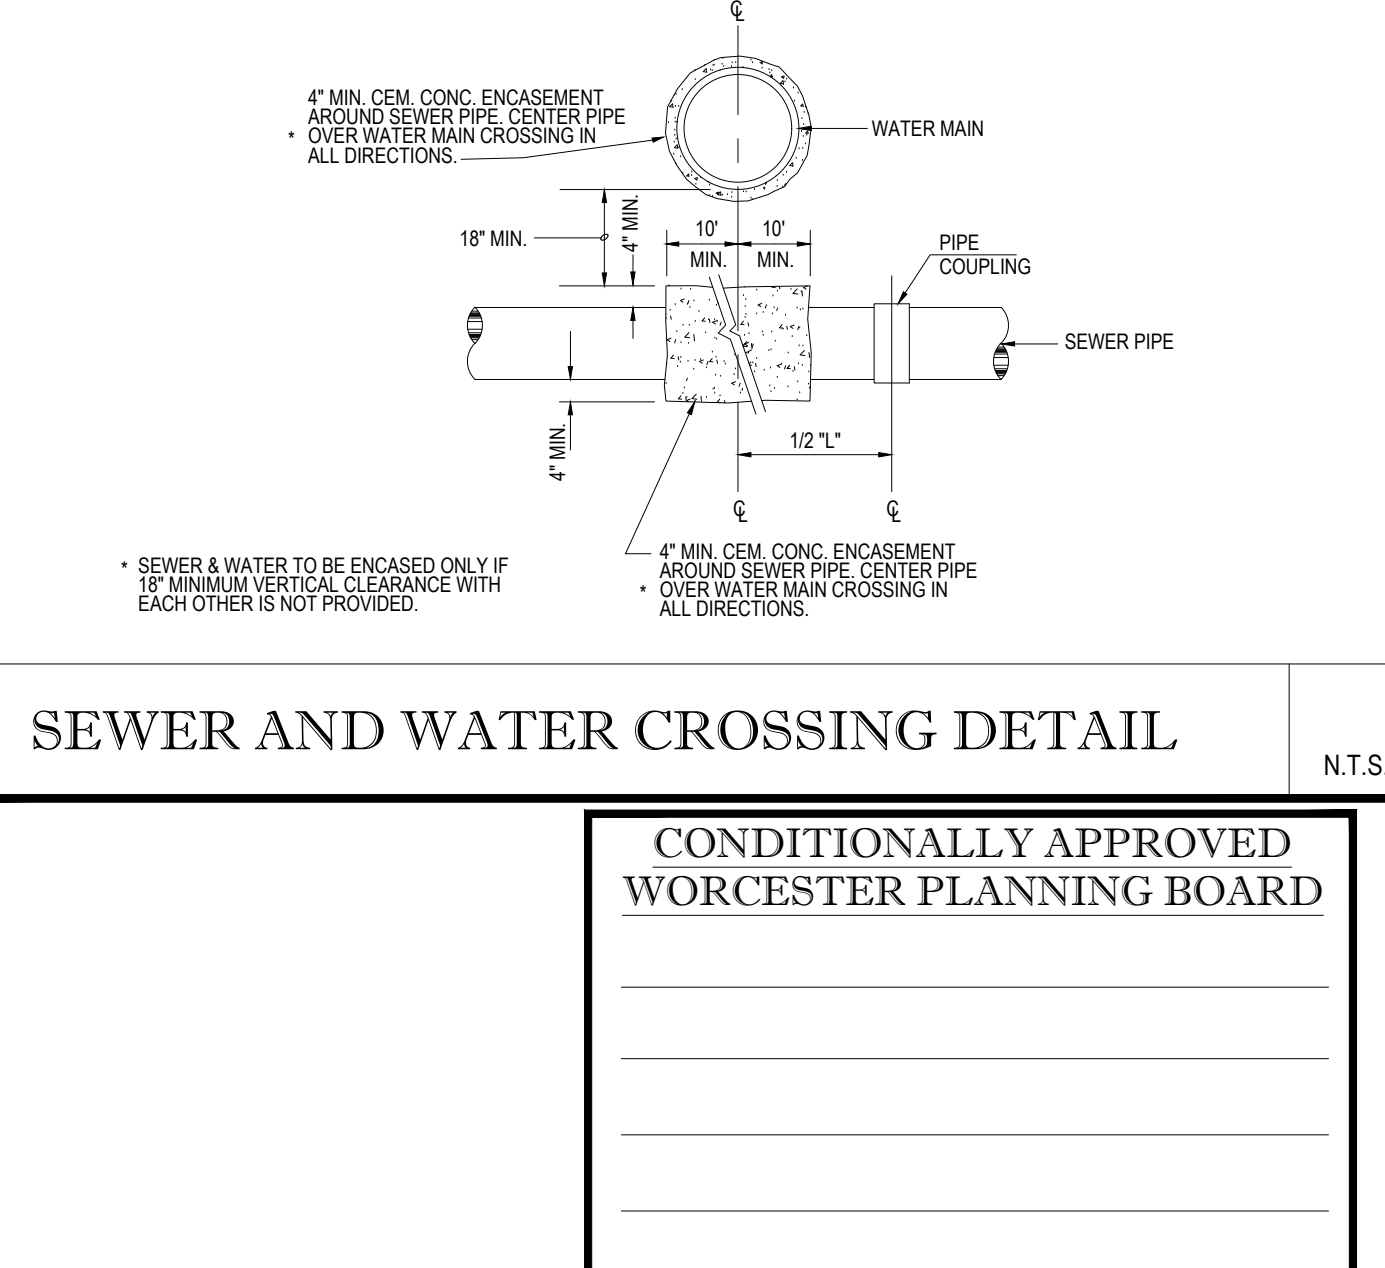 ℄
4" MIN. CEM. CONC. ENCASEMENT
AROUND SEWER PIPE. CENTER PIPE
* OVER WATER MAIN CROSSING IN
ALL DIRECTIONS.
WATER MAIN
18" MIN.
4" MIN.
10'
MIN.
10'
MIN.
PIPE
COUPLING
SEWER PIPE
4" MIN.
1/2 "L"
℄
℄
* SEWER & WATER TO BE ENCASED ONLY IF
18" MINIMUM VERTICAL CLEARANCE WITH
EACH OTHER IS NOT PROVIDED.
4" MIN. CEM. CONC. ENCASEMENT
AROUND SEWER PIPE. CENTER PIPE
* OVER WATER MAIN CROSSING IN
ALL DIRECTIONS.
SEWER AND WATER CROSSING DETAIL
N.T.S.
CONDITIONALLY APPROVED
WORCESTER PLANNING BOARD